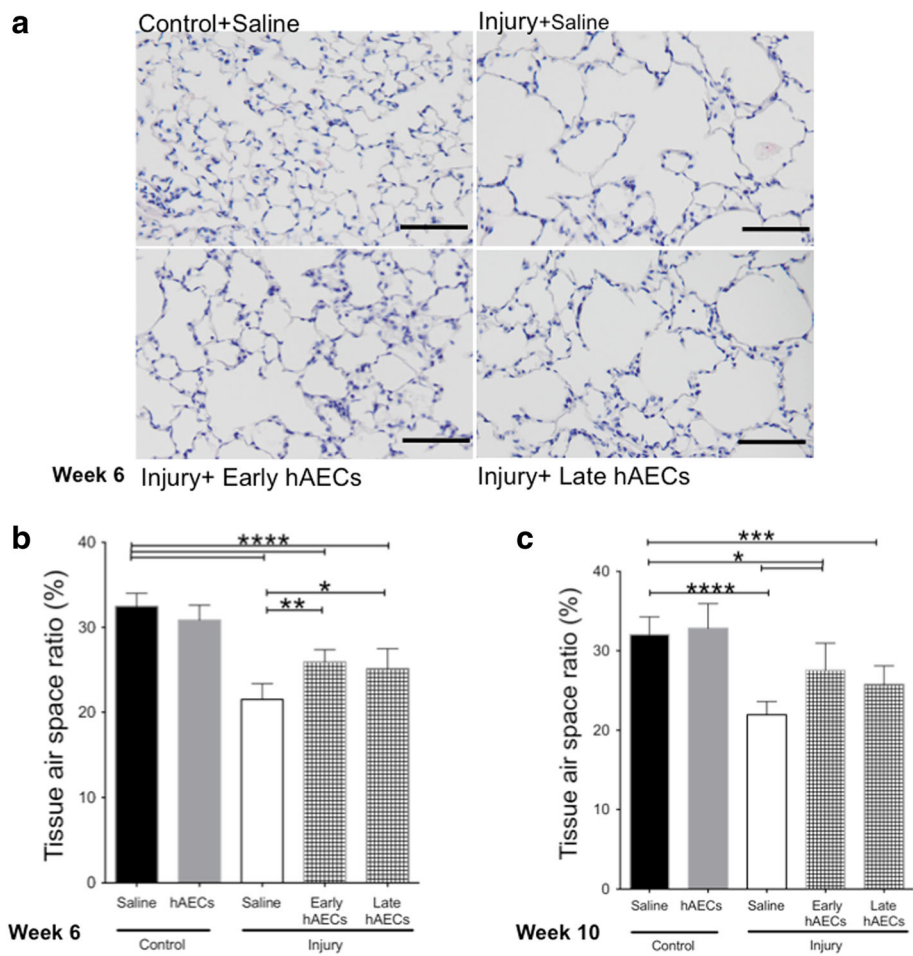 a
Control+Saline
Injury+Saline
Week 6
Injury+ Early hAECs
Injury+ Late hAECs
b
Tissue air space ratio (%)
40
30
20
10
0
****
*
**
Saline
hAECs
Saline
Early
hAECs
Late
hAECs
Control
Injury
Week 6
c
Tissue air space ratio (%)
40
30
20
10
0
***
*
****
Saline
hAECs
Saline
Early
hAECs
Late
hAECs
Control
Injury
Week 10